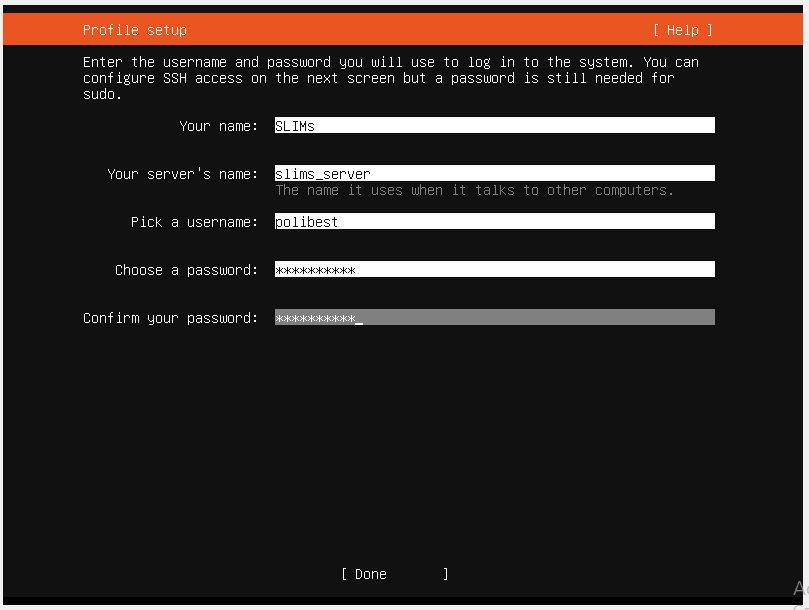 Profile setup [ Help ]
Enter the username and password you will use to log in to the system. You can
configure SSH access on the next screen but a password is still needed for
sudo.
Your name: SLIMs
Your server's name: slims_server
The name it uses when it talks to other computers.
Pick a username: polibest
Choose a password: **********
Confirm your password: **********_
[ Done ]